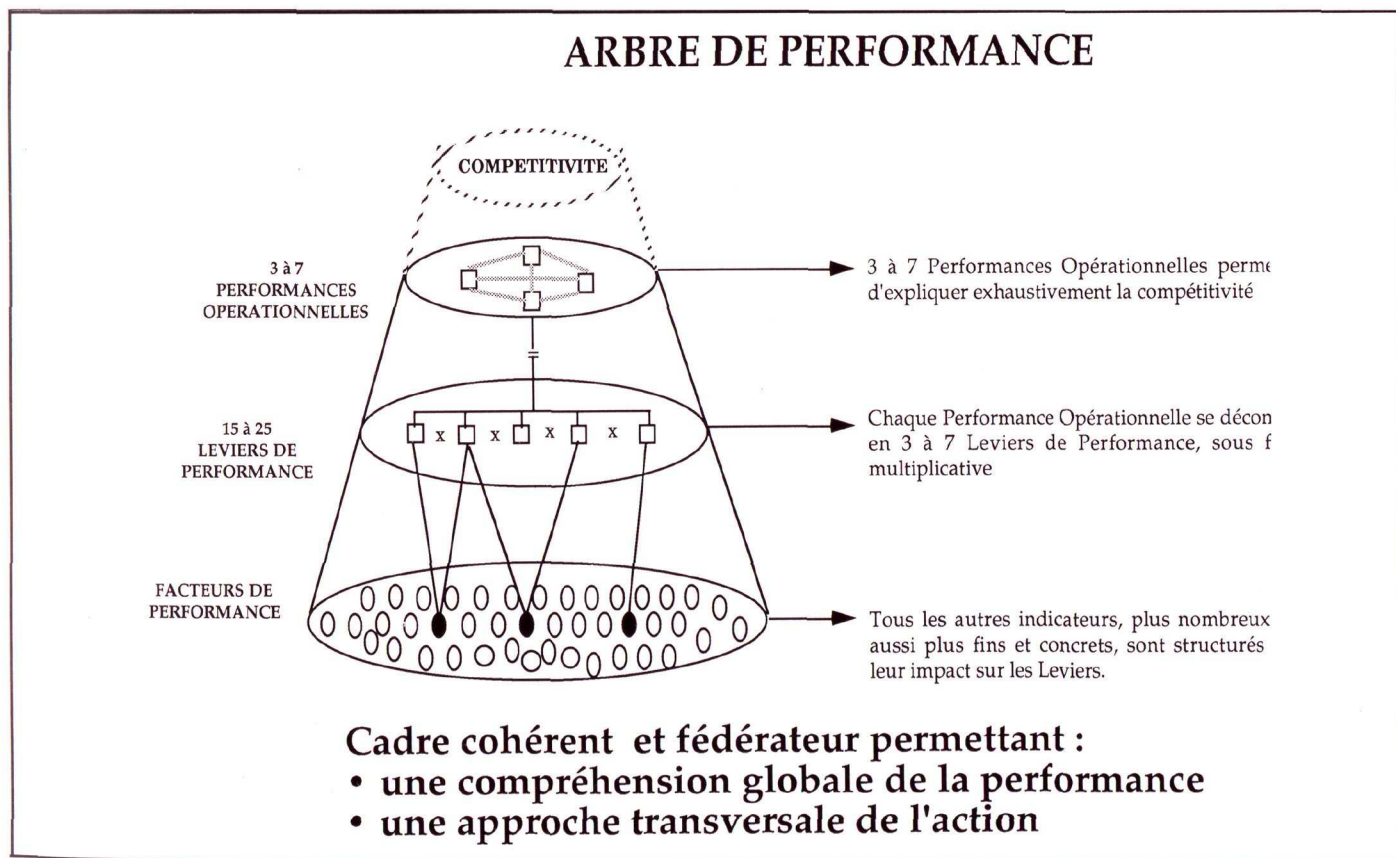 ARBRE DE PERFORMANCE
COMPETITIVITE
3 à 7
PERFORMANCES
OPERATIONNELLES
3 à 7 Performances Opérationnelles perme
d'expliquer exhaustivement la compétitivité
=
15 à 25
LEVIERS DE
PERFORMANCE
x x x x
Chaque Performance Opérationnelle se décon
en 3 à 7 Leviers de Performance, sous f
multiplicative
FACTEURS DE
PERFORMANCE
Tous les autres indicateurs, plus nombreux
aussi plus fins et concrets, sont structurés
leur impact sur les Leviers.
Cadre cohérent et fédérateur permettant :
• une compréhension globale de la performance
• une approche transversale de l'action